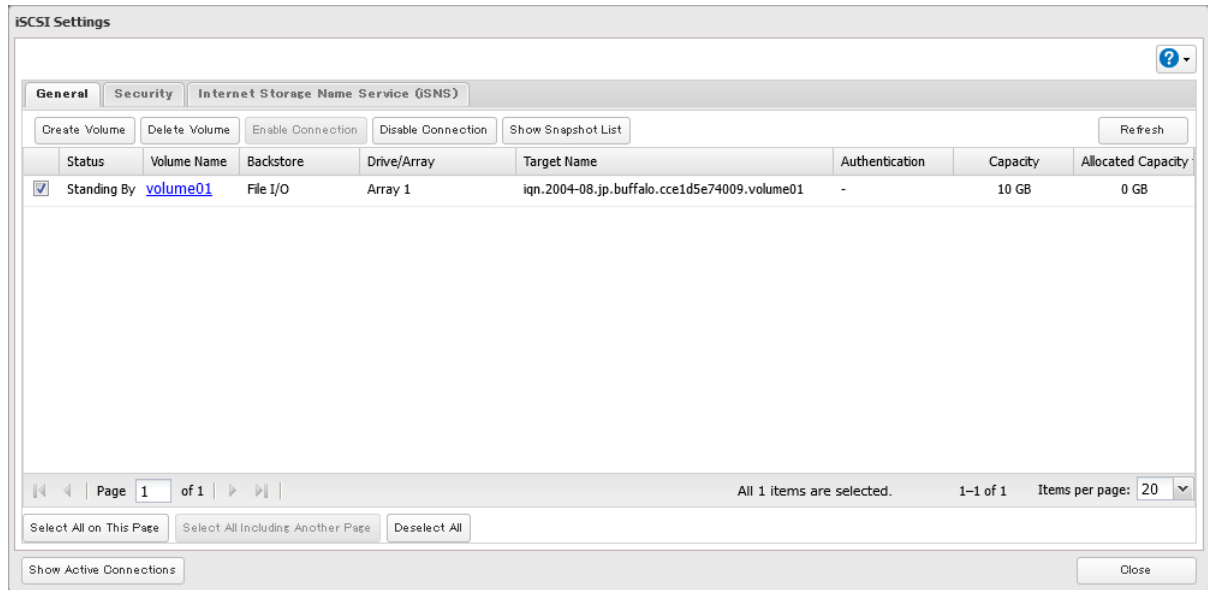 iSCSI Settings
General Security Internet Storage Name Service (iSNS)
Create Volume Delete Volume Enable Connection Disable Connection Show Snapshot List Refresh
Status Volume Name Backstore Drive/Array Target Name Authentication Capacity Allocated Capacity
Standing By volume01 File I/O Array 1 iqn.2004-08.jp.buffalo.cce1d5e74009.volume01 - 10 GB 0 GB
Page 1 of 1 All 1 items are selected. 1–1 of 1 Items per page: 20
Select All on This Page Select All Including Another Page Deselect All
Show Active Connections Close